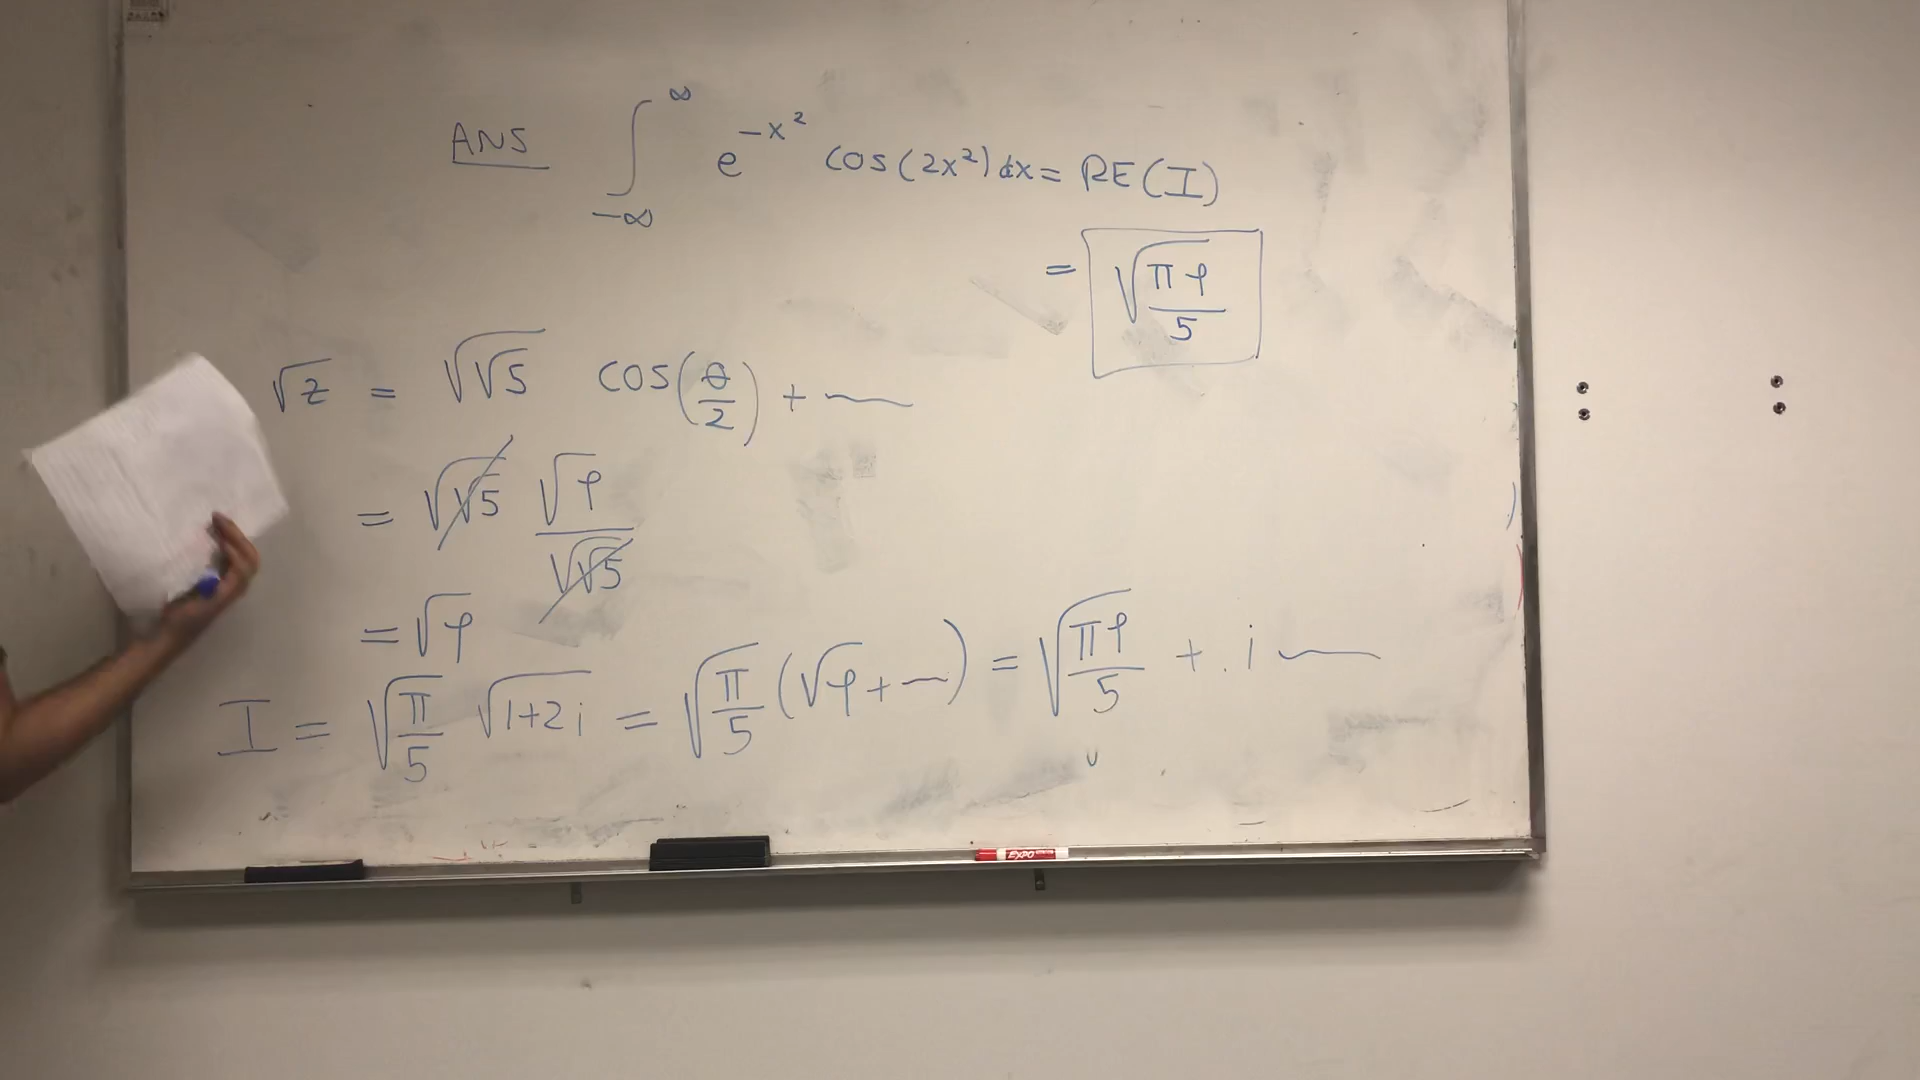 ANS ∫_{-∞}^{∞} e^{-x²} cos(2x²) dx = RE(I)
= √(πφ/5)
√z = √√5 cos(θ/2) +
= √√5 √φ/√√5
= √φ
I = √(π/5) √(1+2i) = √(π/5) (√φ + ~) = √(πφ/5) + i ~
EXPO